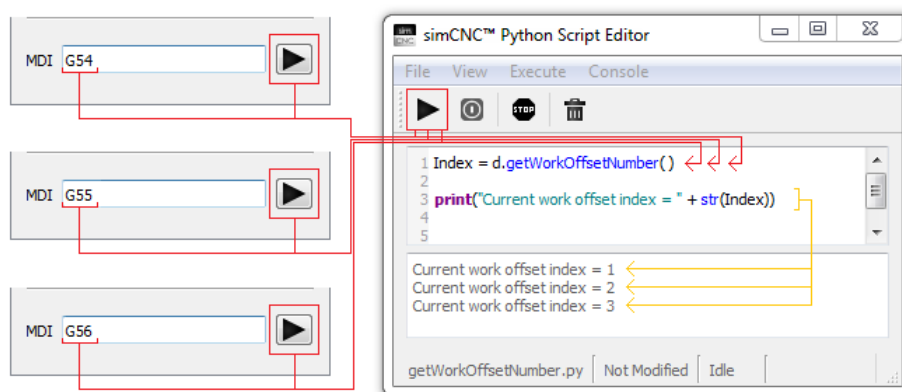 MDI G54
MDI G55
MDI G56
sim CNC simCNC™ Python Script Editor
File View Execute Console
STOP
1 Index = d.getWorkOffsetNumber()
2
3 print("Current work offset index = " + str(Index))
4
5
Current work offset index = 1
Current work offset index = 2
Current work offset index = 3
getWorkOffsetNumber.py Not Modified Idle